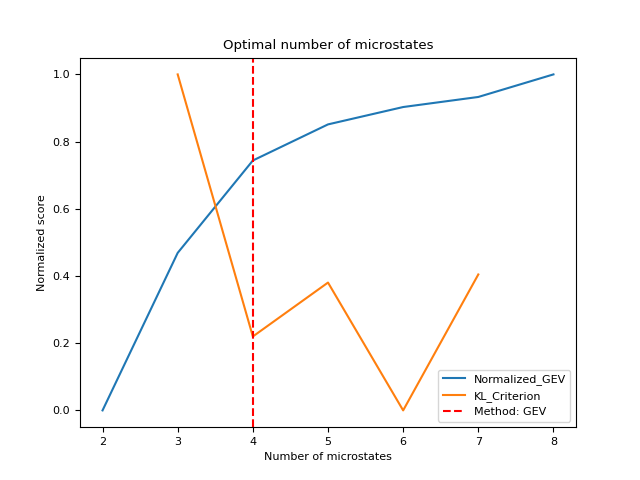 Optimal number of microstates
1.0
0.8
0.6
0.4
0.2
0.0
Normalized score
2 3 4 5 6 7 8
Number of microstates
Normalized_GEV
KL_Criterion
Method: GEV